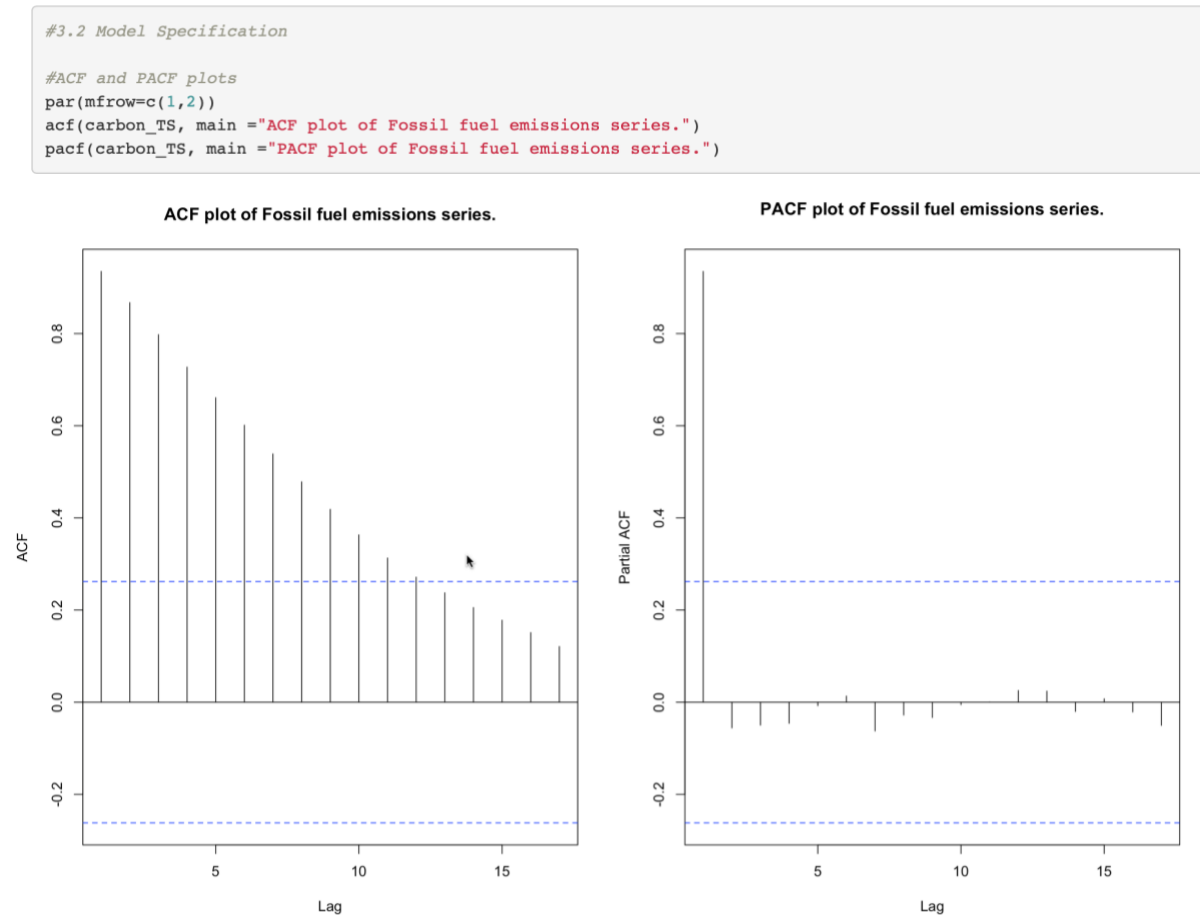 #3.2 Model Specification
#ACF and PACF plots
par(mfrow=c(1,2))
acf(carbon_TS, main ="ACF plot of Fossil fuel emissions series.")
pacf(carbon_TS, main ="PACF plot of Fossil fuel emissions series.")
ACF plot of Fossil fuel emissions series.
ACF
0.8
0.6
0.4
0.2
0.0
-0.2
5 10 15
Lag
PACF plot of Fossil fuel emissions series.
Partial ACF
0.8
0.6
0.4
0.2
0.0
-0.2
5 10 15
Lag